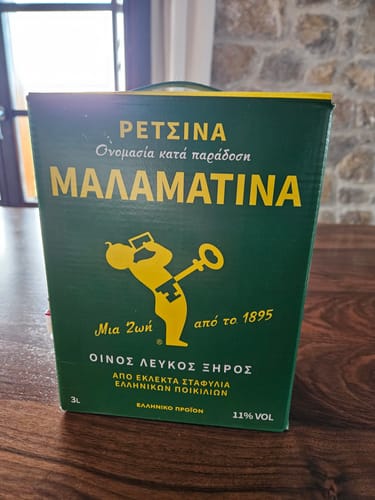 ΡΕΤΣΙΝΑ
Ονομασία κατά παράδοση
ΜΑΛΑΜΑΤΙΝΑ
Μια Ζωή από το 1895
®
ΟΙΝΟΣ ΛΕΥΚΟΣ ΞΗΡΟΣ
ΑΠΟ ΕΚΛΕΚΤΑ ΣΤΑΦΥΛΙΑ
ΕΛΛΗΝΙΚΩΝ ΠΟΙΚΙΛΙΩΝ
3L ΕΛΛΗΝΙΚΟ ΠΡΟΪΟΝ 11% VOL